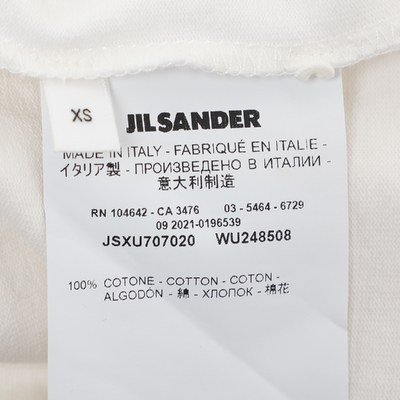 XS
JIL SANDER
MADE IN ITALY - FABRIQUÉ EN ITALIE -
イタリア製 - ПРОИЗВЕДЕНО В ИТАЛИИ -
意大利制造
RN 104642 - CA 3476 03 - 5464 - 6729
09 2021-0196539
JSXU707020 WU248508
100% COTONE - COTTON - COTON -
ALGODÓN - 綿 - ХЛОПОК - 棉花